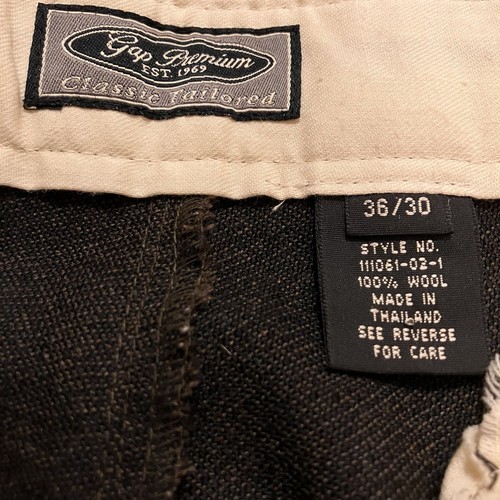 Gap Premium
EST. 1969
Classic Tailored
36/30
STYLE NO.
111061-02-1
100% WOOL
MADE IN
THAILAND
SEE REVERSE
FOR CARE